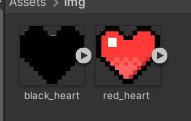 Assets > img
black_heart
red_heart